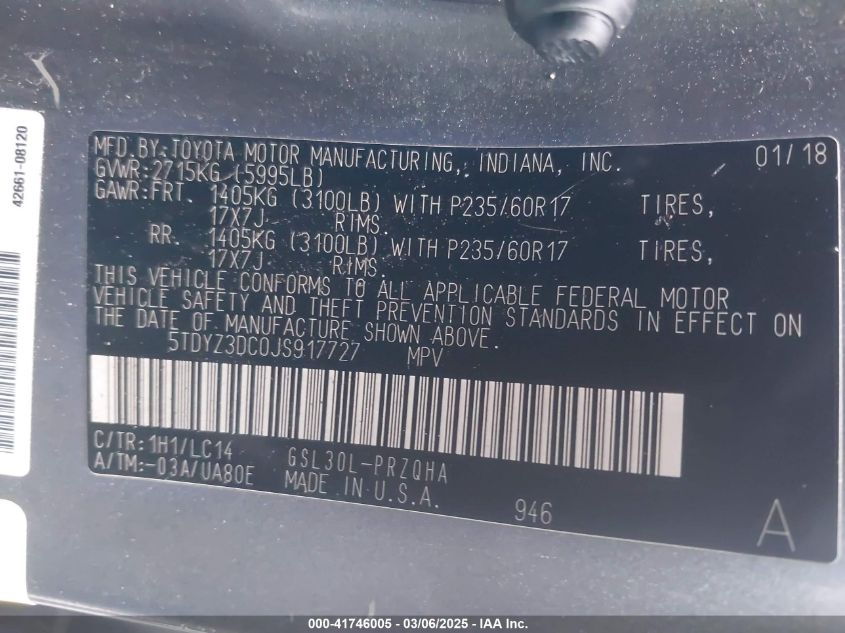 42661-08120
MFD.BY:TOYOTA MOTOR MANUFACTURING, INDIANA, INC. 01/18
GVWR:2715KG (5995LB)
GAWR:FRT. 1405KG (3100LB) WITH P235/60R17 TIRES,
17X7J RIMS.
RR. 1405KG (3100LB) WITH P235/60R17 TIRES,
17X7J RIMS.
THIS VEHICLE CONFORMS TO ALL APPLICABLE FEDERAL MOTOR
VEHICLE SAFETY AND THEFT PREVENTION STANDARDS IN EFFECT ON
THE DATE OF MANUFACTURE SHOWN ABOVE.
5TDYZ3DC0JS917727 MPV
C/TR:1H1/LC14 GSL30L-PRZQHA
A/TM:-03A/UA80E MADE IN U.S.A.
946 A
000-41746005 — 03/06/2025 — IAA Inc.